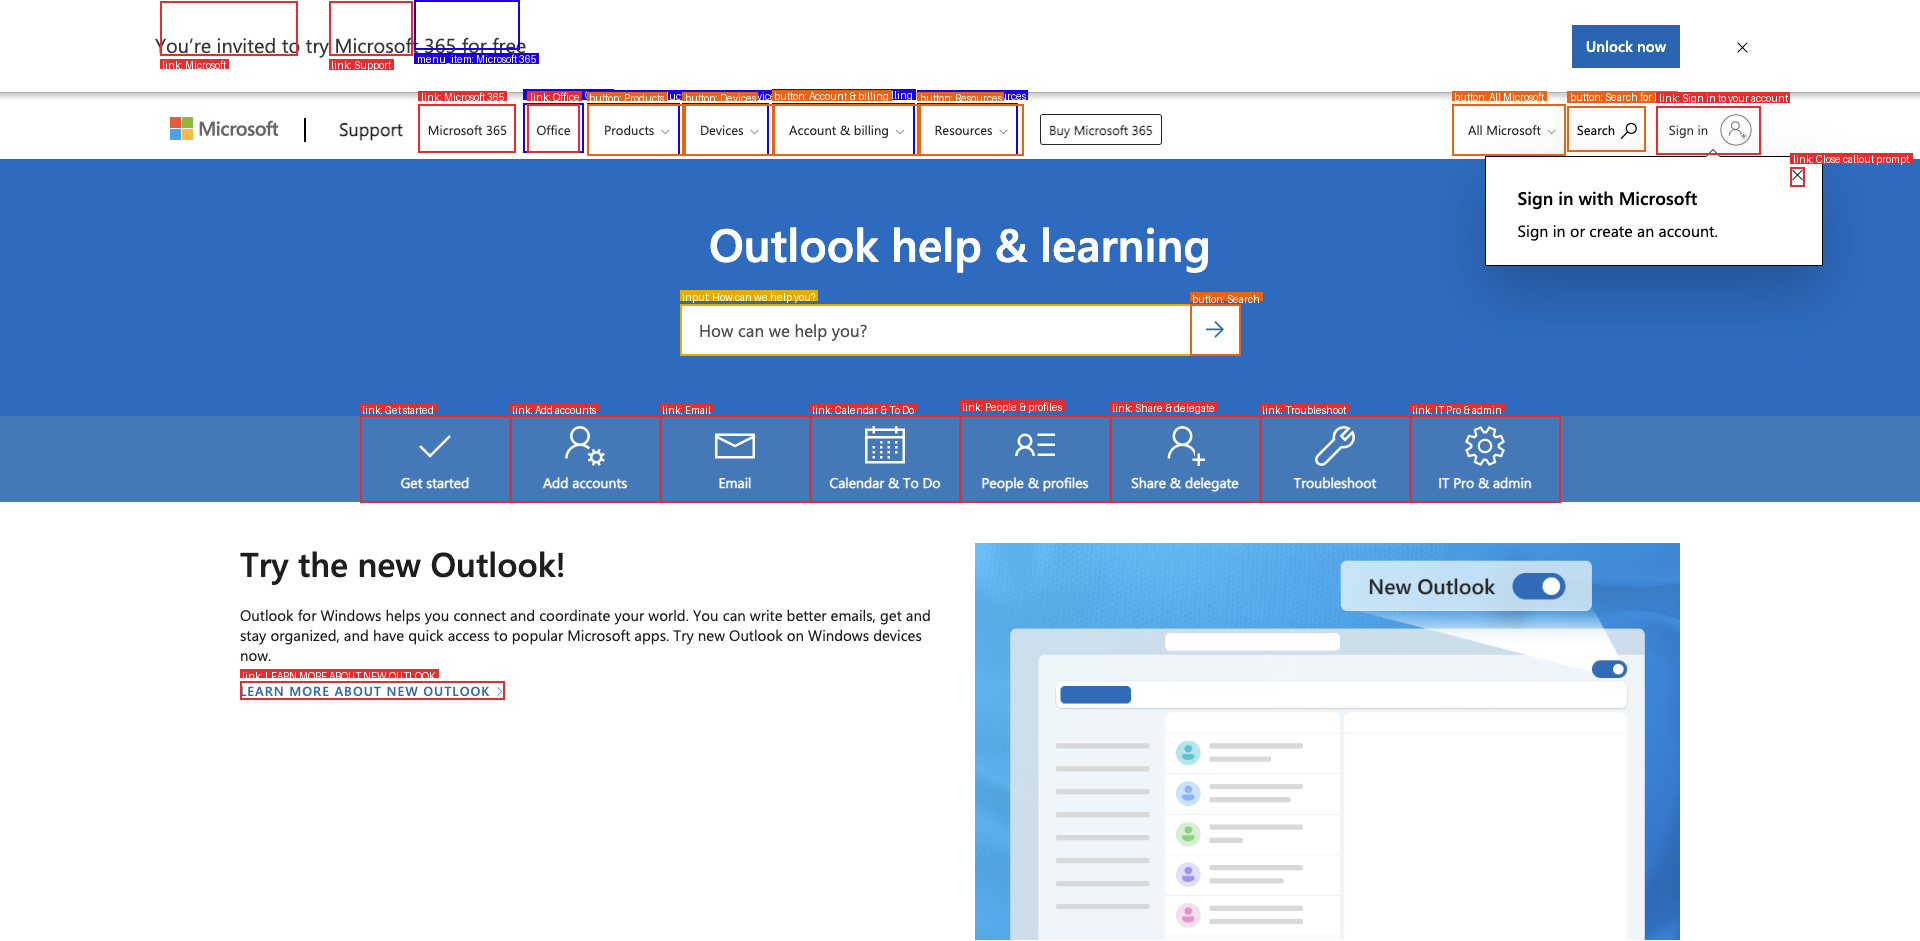 You're invited to try Microsoft 365 for free
Unlock now
link: Microsoft
link: Support
menu_item: Microsoft 365
link: Microsoft 365
link: Office
button: Products
button: Devices
button: Account & billing
button: Resources
button: All Microsoft
button: Search for
link: Sign in to your account
Microsoft
Support
Microsoft 365
Office
Products
Devices
Account & billing
Resources
Buy Microsoft 365
All Microsoft
Search
Sign in
link: Close callout prompt.
Sign in with Microsoft
Sign in or create an account.
Outlook help & learning
input: How can we help you?
button: Search
How can we help you?
link: Get started
link: Add accounts
link: Email
link: Calendar & To Do
link: People & profiles
link: Share & delegate
link: Troubleshoot
link: IT Pro & admin
Get started
Add accounts
Email
Calendar & To Do
People & profiles
Share & delegate
Troubleshoot
IT Pro & admin
Try the new Outlook!
Outlook for Windows helps you connect and coordinate your world. You can write better emails, get and
stay organized, and have quick access to popular Microsoft apps. Try new Outlook on Windows devices
now.
link: LEARN MORE ABOUT NEW OUTLOOK
LEARN MORE ABOUT NEW OUTLOOK
New Outlook